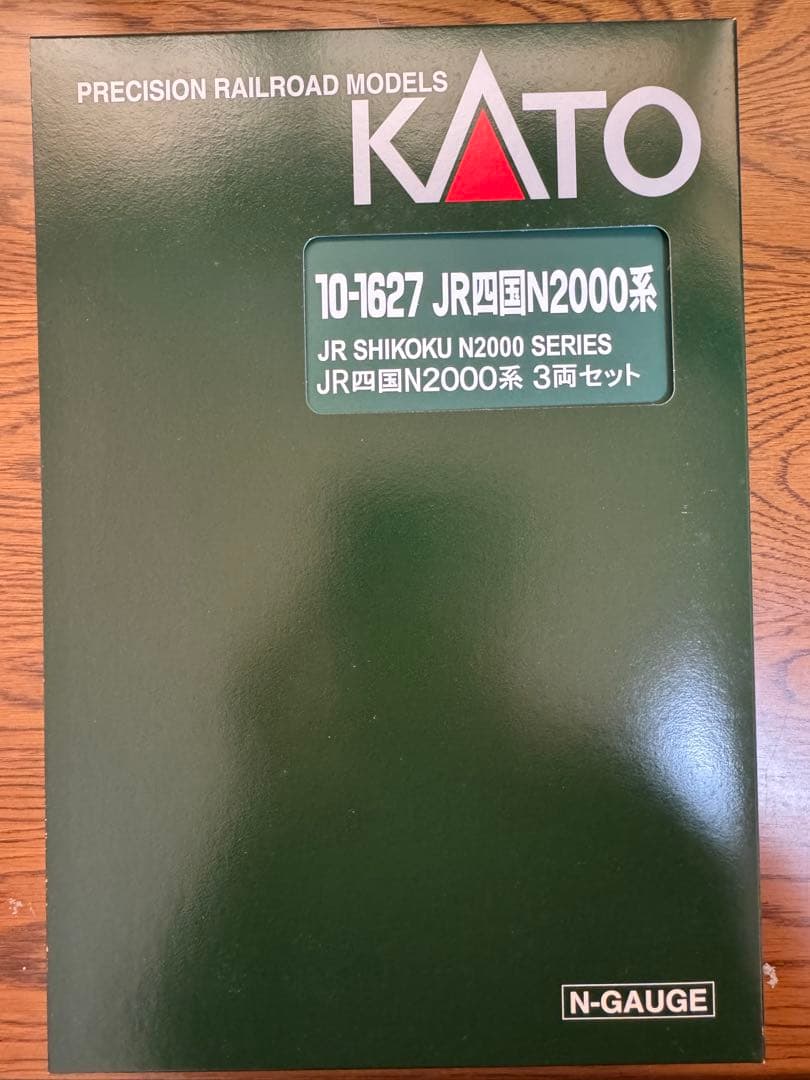 PRECISION RAILROAD MODELS
KATO
10-1627 JR四国N2000系
JR SHIKOKU N2000 SERIES
JR四国N2000系 3両セット
N-GAUGE